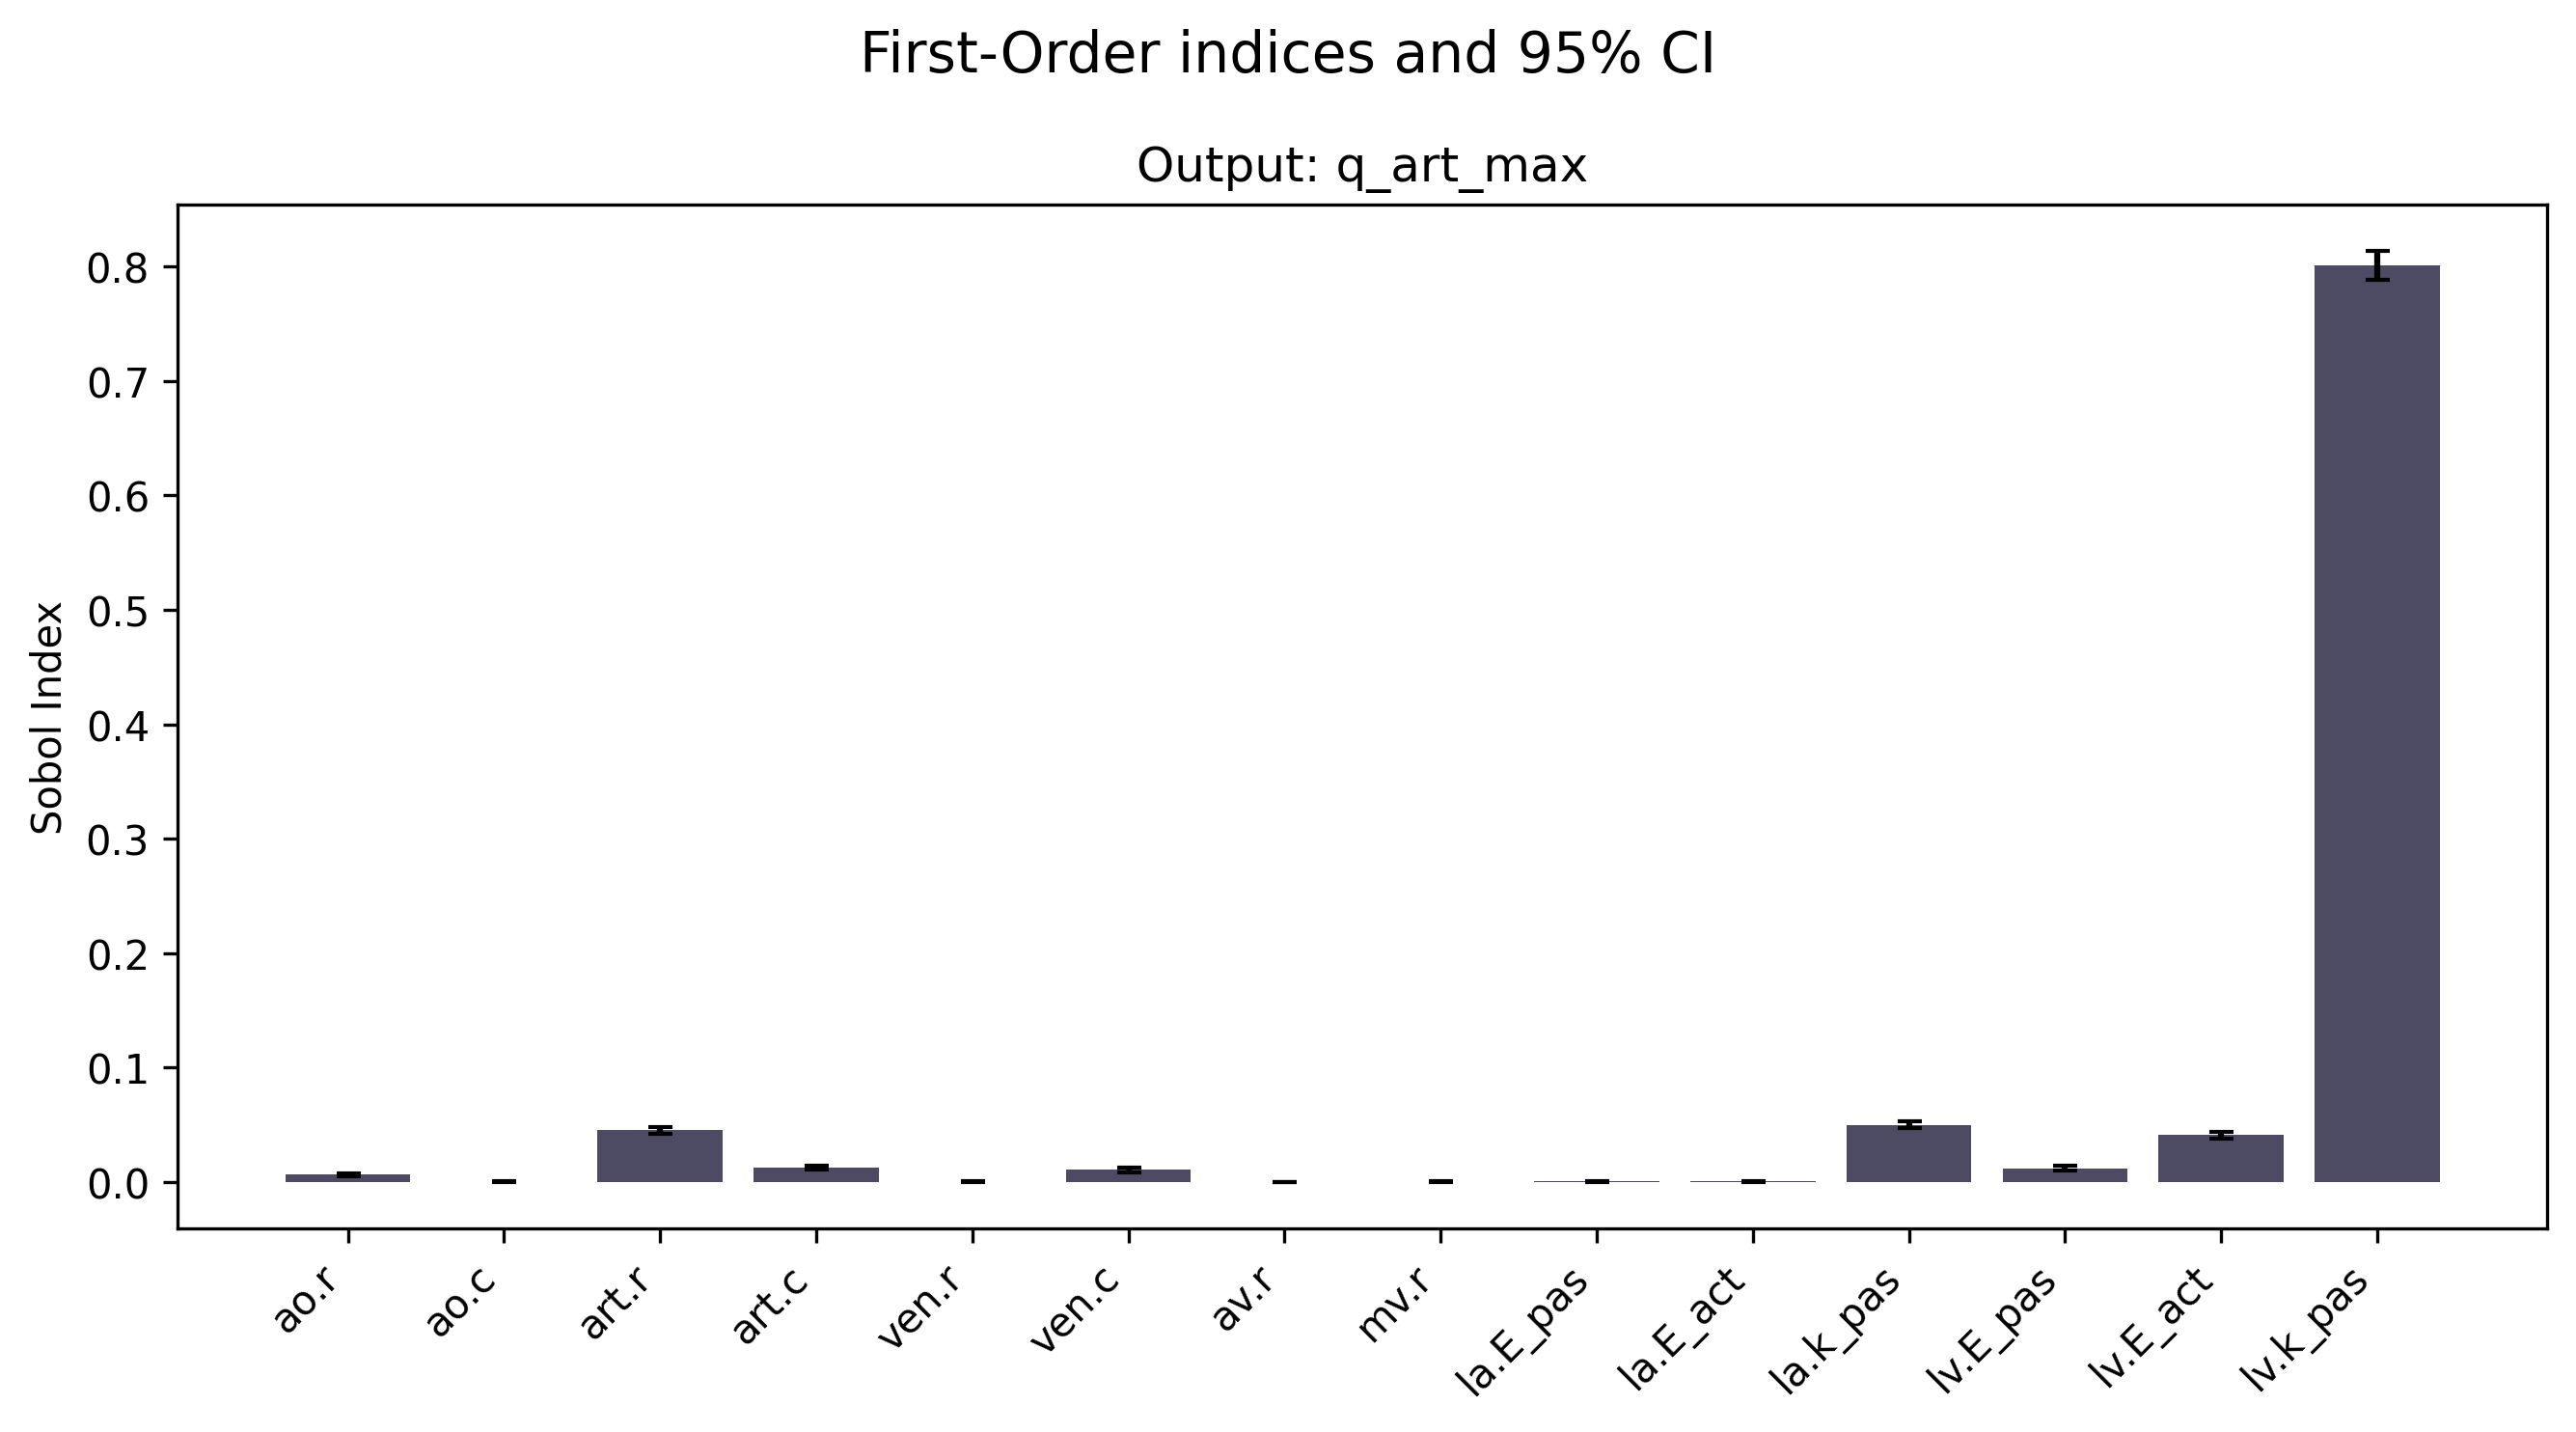 First-Order indices and 95% CI
Output: q_art_max
Sobol Index
0.8
0.7
0.6
0.5
0.4
0.3
0.2
0.1
0.0
ao.r
ao.c
art.r
art.c
ven.r
ven.c
av.r
mv.r
la.E_pas
la.E_act
la.k_pas
lv.E_pas
lv.E_act
lv.k_pas